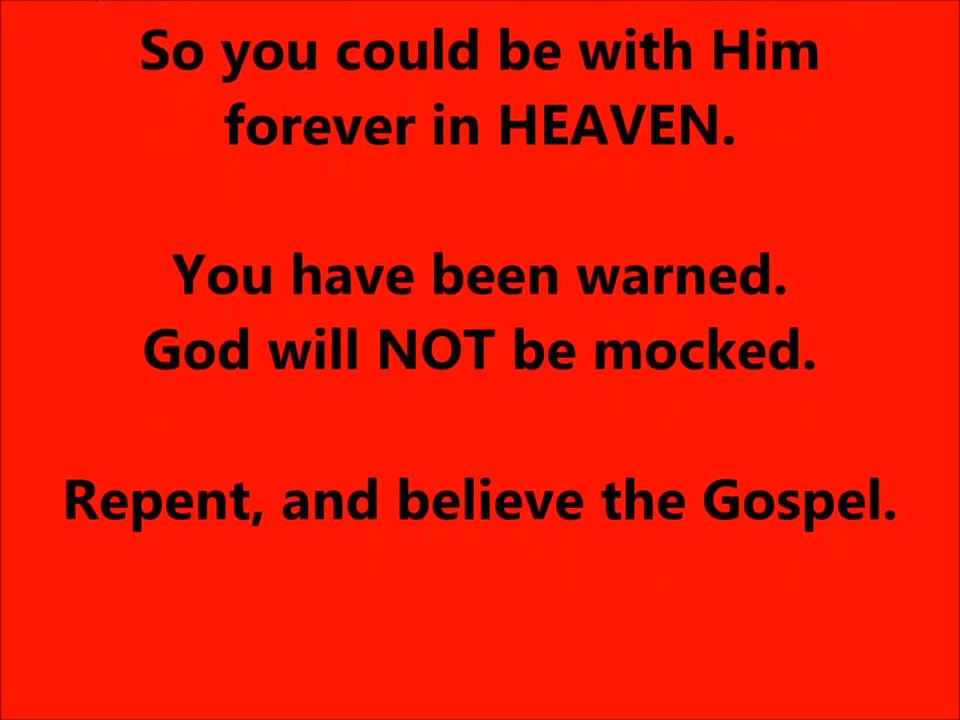 So you could be with Him
forever in HEAVEN.
You have been warned.
God will NOT be mocked.
Repent, and believe the Gospel.